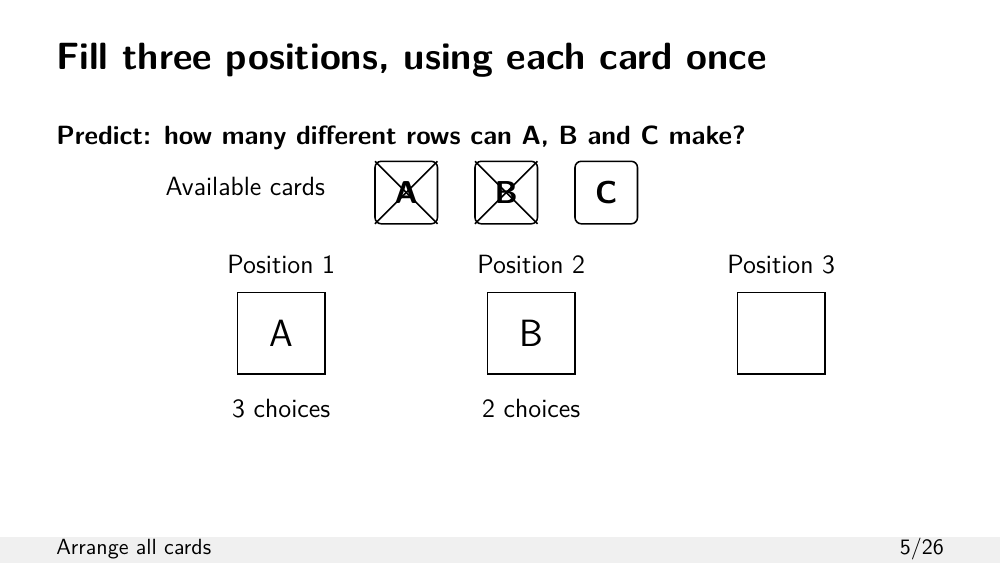 Fill three positions, using each card once
Predict: how many different rows can A, B and C make?
Available cards A B C
Position 1 Position 2 Position 3
A B
3 choices 2 choices
Arrange all cards 5/26